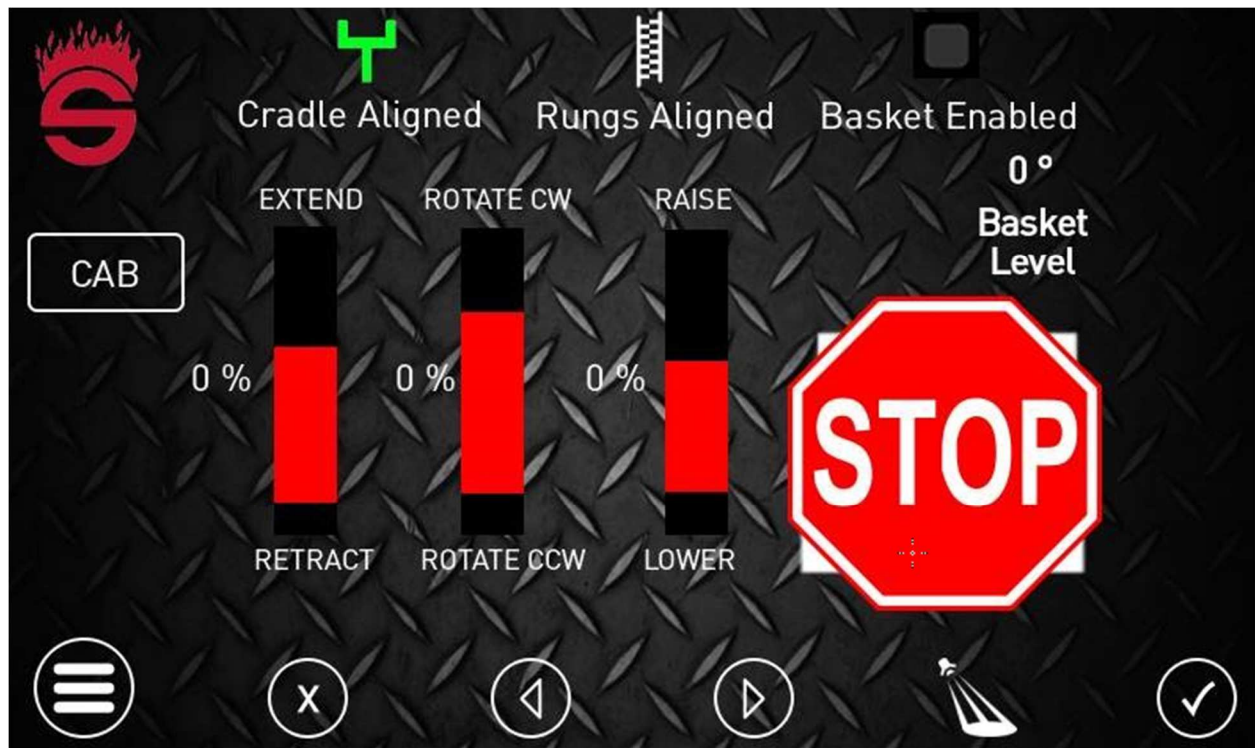 Cradle Aligned
Rungs Aligned
Basket Enabled
0 °
Basket
Level
EXTEND
ROTATE CW
RAISE
CAB
0 %
0 %
0 %
STOP
RETRACT
ROTATE CCW
LOWER
X